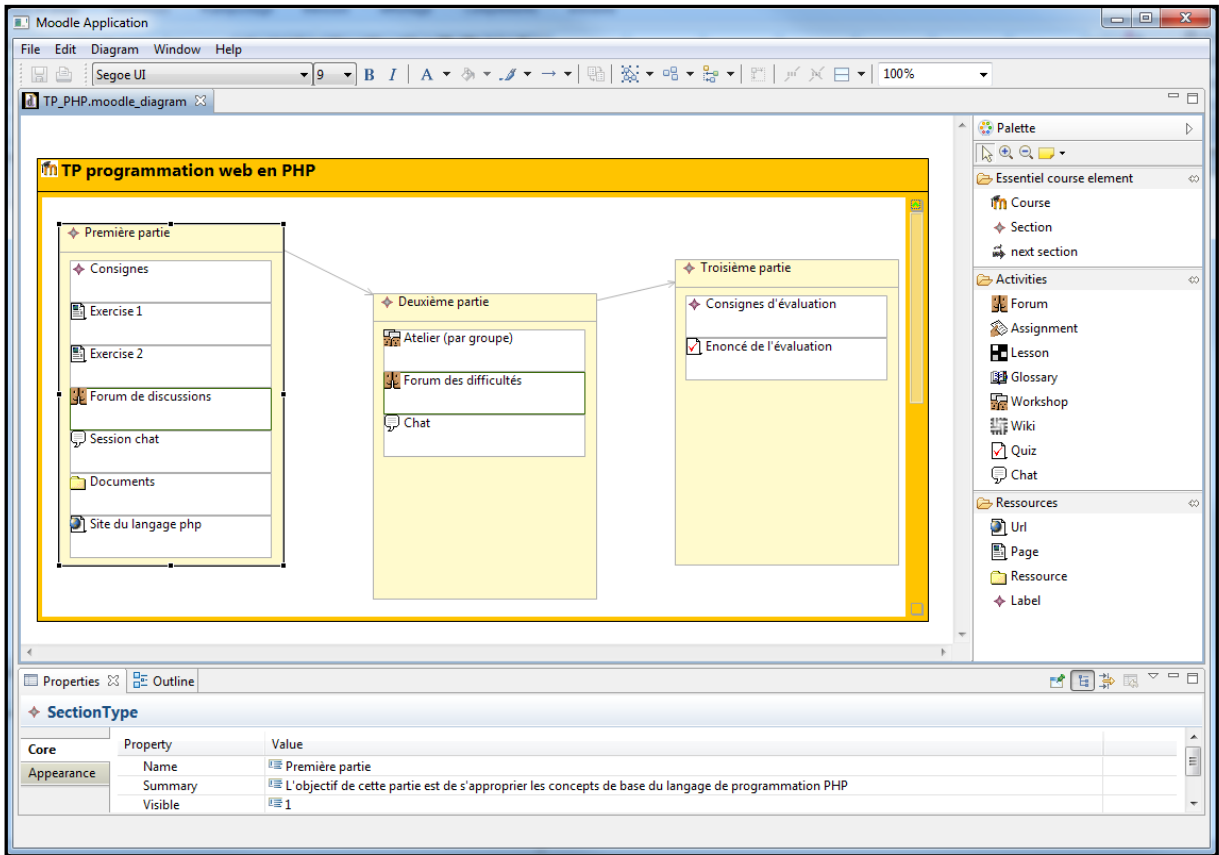 Moodle Application
File Edit Diagram Window Help
Segoe UI 9 B I A 100%
TP_PHP.moodle_diagram
TP programmation web en PHP
Première partie
Consignes
Exercise 1
Exercise 2
Forum de discussions
Session chat
Documents
Site du langage php
Deuxième partie
Atelier (par groupe)
Forum des difficultés
Chat
Troisième partie
Consignes d'évaluation
Enoncé de l'évaluation
Palette
Essentiel course element
Course
Section
next section
Activities
Forum
Assignment
Lesson
Glossary
Workshop
Wiki
Quiz
Chat
Ressources
Url
Page
Ressource
Label
Properties Outline
SectionType
Core
Appearance
Property Value
Name Première partie
Summary L'objectif de cette partie est de s'approprier les concepts de base du langage de programmation PHP
Visible 1